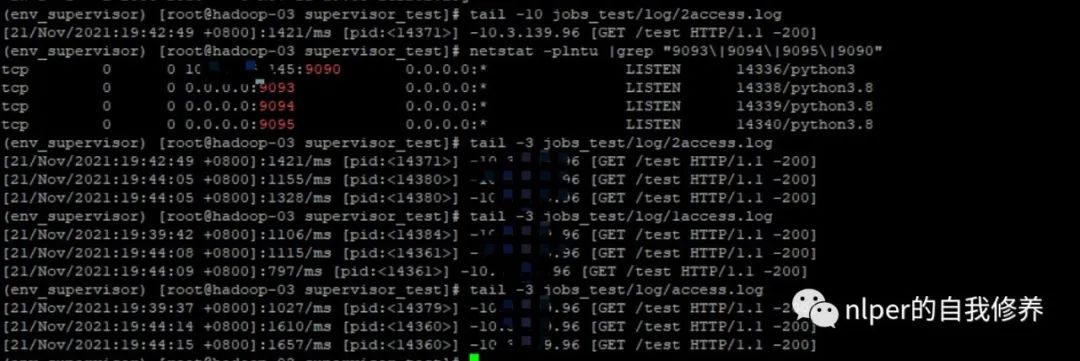 (env_supervisor) [root@hadoop-03 supervisor_test]# tail -10 jobs_test/log/2access.log
[21/Nov/2021:19:42:49 +0800]:1421/ms [pid:<14371>] -10.3.139.96 [GET /test HTTP/1.1 -200]
(env_supervisor) [root@hadoop-03 supervisor_test]# netstat -plntu |grep "9093\|9094\|9095\|9090"
tcp 0 0 10 145:9090 0.0.0.0:* LISTEN 14336/python3
tcp 0 0 0.0.0.0:9093 0.0.0.0:* LISTEN 14338/python3.8
tcp 0 0 0.0.0.0:9094 0.0.0.0:* LISTEN 14339/python3.8
tcp 0 0 0.0.0.0:9095 0.0.0.0:* LISTEN 14340/python3.8
(env_supervisor) [root@hadoop-03 supervisor_test]# tail -3 jobs_test/log/2access.log
[21/Nov/2021:19:42:49 +0800]:1421/ms [pid:<14371>] -10.3 .96 [GET /test HTTP/1.1 -200]
[21/Nov/2021:19:44:05 +0800]:1155/ms [pid:<14380>] -10 .96 [GET /test HTTP/1.1 -200]
[21/Nov/2021:19:44:05 +0800]:1328/ms [pid:<14380>] -10 .96 [GET /test HTTP/1.1 -200]
(env_supervisor) [root@hadoop-03 supervisor_test]# tail -3 jobs_test/log/1access.log
[21/Nov/2021:19:39:42 +0800]:1106/ms [pid:<14384>] -10 .96 [GET /test HTTP/1.1 -200]
[21/Nov/2021:19:44:08 +0800]:1115/ms [pid:<14361>] -10 .96 [GET /test HTTP/1.1 -200]
[21/Nov/2021:19:44:09 +0800]:797/ms [pid:<14361>] -10. .96 [GET /test HTTP/1.1 -200]
(env_supervisor) [root@hadoop-03 supervisor_test]# tail -3 jobs_test/log/access.log
[21/Nov/2021:19:39:37 +0800]:1027/ms [pid:<14379>] -10 .96 [GET /test HTTP/1.1 -200]
[21/Nov/2021:19:44:14 +0800]:1610/ms [pid:<14360>] -10. .96 [GET /test HTTP/1.1 -200]
[21/Nov/2021:19:44:15 +0800]:1657/ms [pid:<14360>] -10.3 39.96 [GET /test HTTP/1.1 -200]
(env_supervisor) [root@hadoop-03 supervisor_test]#
nlper的自我修养